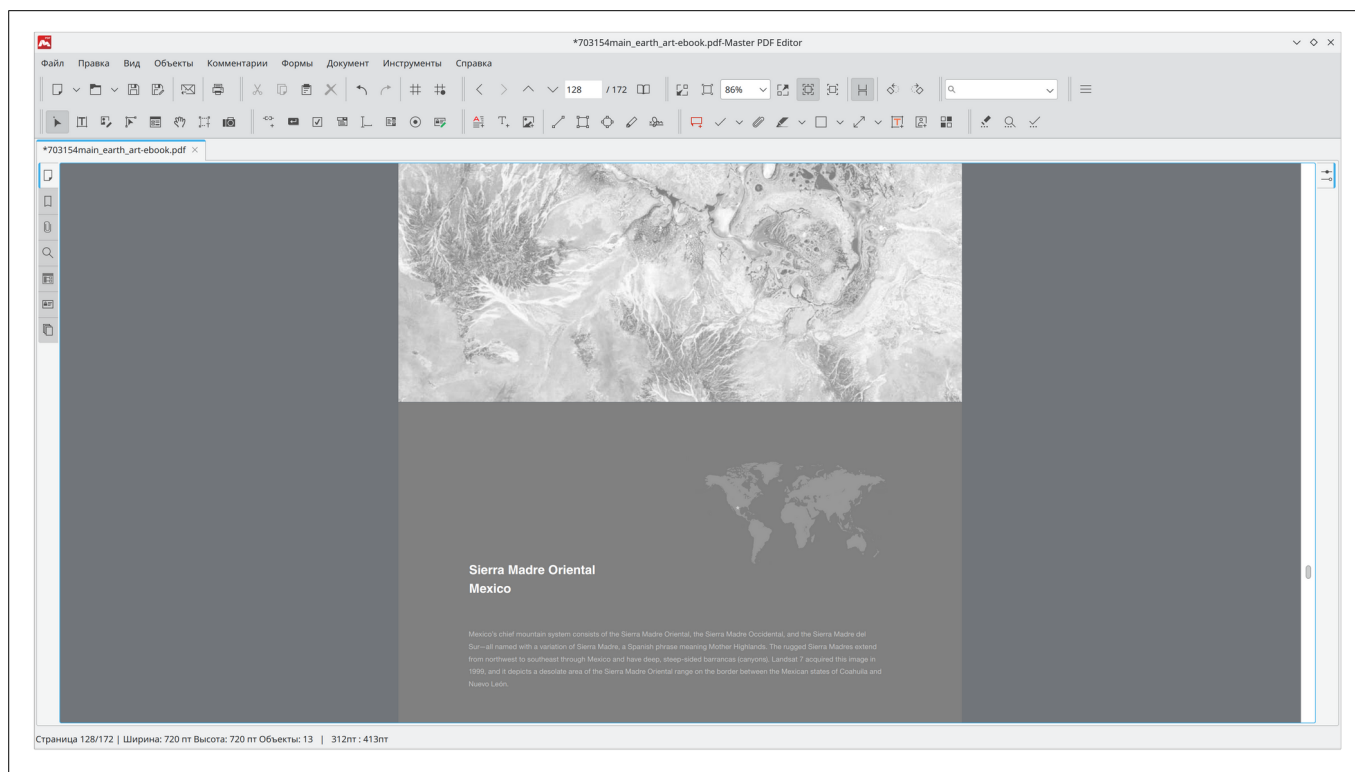 *703154main_earth_art-ebook.pdf-Master PDF Editor
Файл Правка Вид Объекты Комментарии Формы Документ Инструменты Справка
128 / 172 86%
*703154main_earth_art-ebook.pdf
Sierra Madre Oriental
Mexico
Mexico's chief mountain system consists of the Sierra Madre Oriental, the Sierra Madre Occidental, and the Sierra Madre del
Sur—all named with a variation of Sierra Madre, a Spanish phrase meaning Mother Highlands. The rugged Sierra Madres extend
from northwest to southeast through Mexico and have deep, steep-sided barrancas (canyons). Landsat 7 acquired this image in
1999, and it depicts a desolate area of the Sierra Madre Oriental range on the border between the Mexican states of Coahuila and
Nuevo León.
Страница 128/172 | Ширина: 720 пт Высота: 720 пт Объекты: 13 | 312пт : 413пт